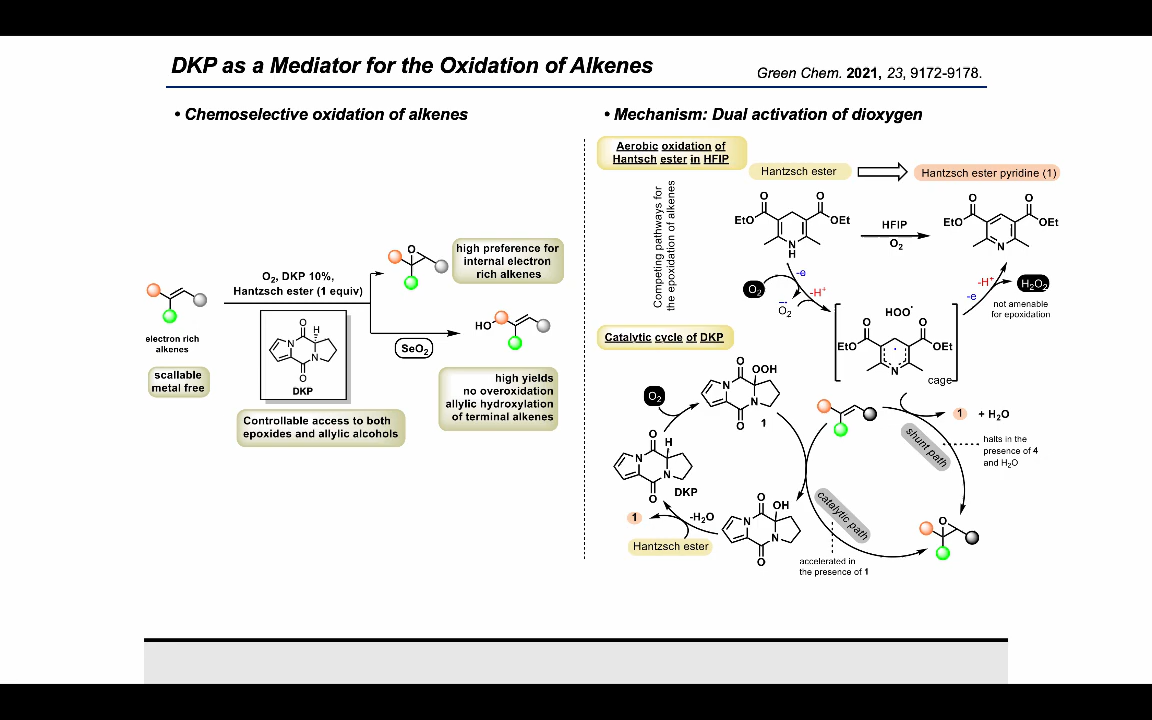 DKP as a Mediator for the Oxidation of Alkenes
Green Chem. 2021, 23, 9172-9178.
• Chemoselective oxidation of alkenes
electron rich
alkenes
scallable
metal free
O2, DKP 10%,
Hantzsch ester (1 equiv)
O
H
N
N
O
DKP
Controllable access to both
epoxides and allylic alcohols
O
high preference for
internal electron
rich alkenes
SeO2
HO
high yields
no overoxidation
allylic hydroxylation
of terminal alkenes
• Mechanism: Dual activation of dioxygen
Aerobic oxidation of
Hantsch ester in HFIP
Competing pathways for
the epoxidation of alkenes
Catalytic cycle of DKP
Hantzsch ester
Hantzsch ester pyridine (1)
O
O
EtO
OEt
N
H
HFIP
O2
O
O
EtO
OEt
N
-e
O2
-H+
O2•−
HOO•
O
O
EtO
OEt
•
N
cage
-e
-H+
H2O2
not amenable
for epoxidation
O2
O
OOH
N
N
O
1
O
H
N
N
O
DKP
-H2O
1
Hantzsch ester
O
OH
N
N
O
catalytic path
accelerated in
the presence of 1
shunt path
1 + H2O
halts in the
presence of 4
and H2O
O